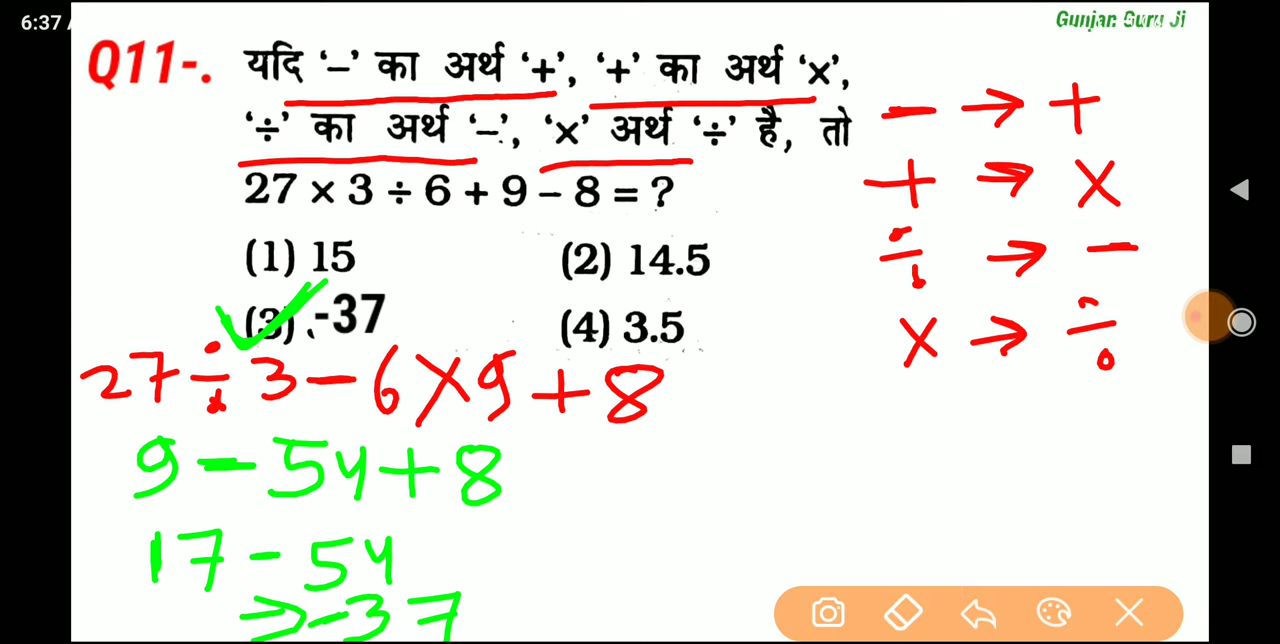 6:37
Gunjan Guru Ji
Q11-. यदि ‘–’ का अर्थ ‘+’, ‘+’ का अर्थ ‘x’,
‘÷’ का अर्थ ‘–’, ‘x’ अर्थ ‘÷’ है, तो
27 × 3 ÷ 6 + 9 – 8 = ?
(1) 15 (2) 14.5
(3) -37 (4) 3.5
– → +
+ → ×
÷ → –
× → ÷
27 ÷ 3 – 6 × 9 + 8
9 – 54 + 8
17 – 54
⇒ –37